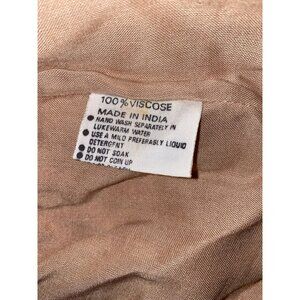 100% VISCOSE
MADE IN INDIA
● HAND WASH SEPARATELY IN
LUKEWARM WATER
● USE A MILD PREFERABLY LIQUID
DETERGENT
● DO NOT SOAK
● DO NOT COIN UP